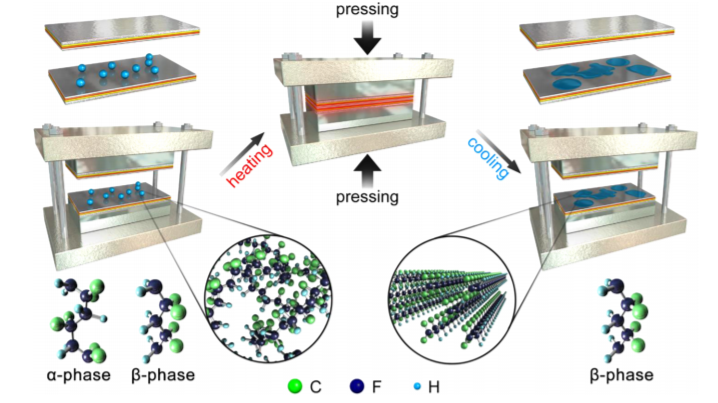 pressing
heating
cooling
pressing
α-phase β-phase
β-phase
C F H